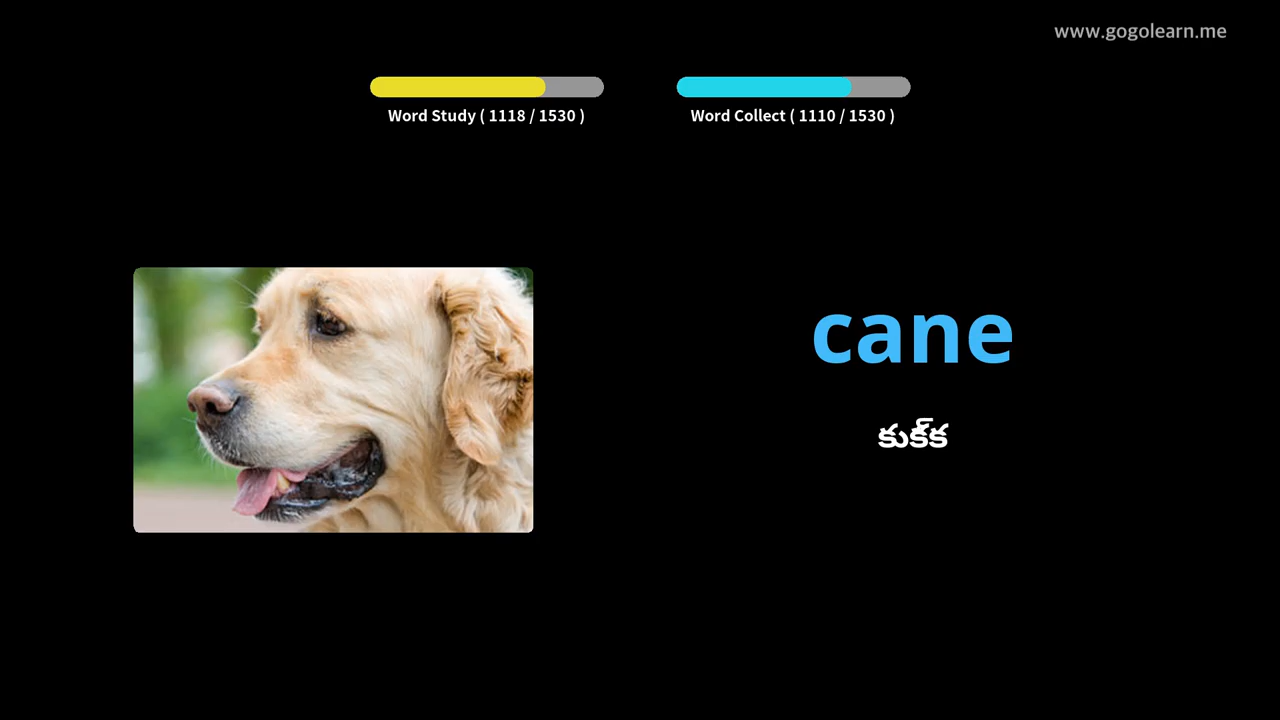 www.gogolearn.me
Word Study ( 1118 / 1530 )
Word Collect ( 1110 / 1530 )
cane
కుక్క